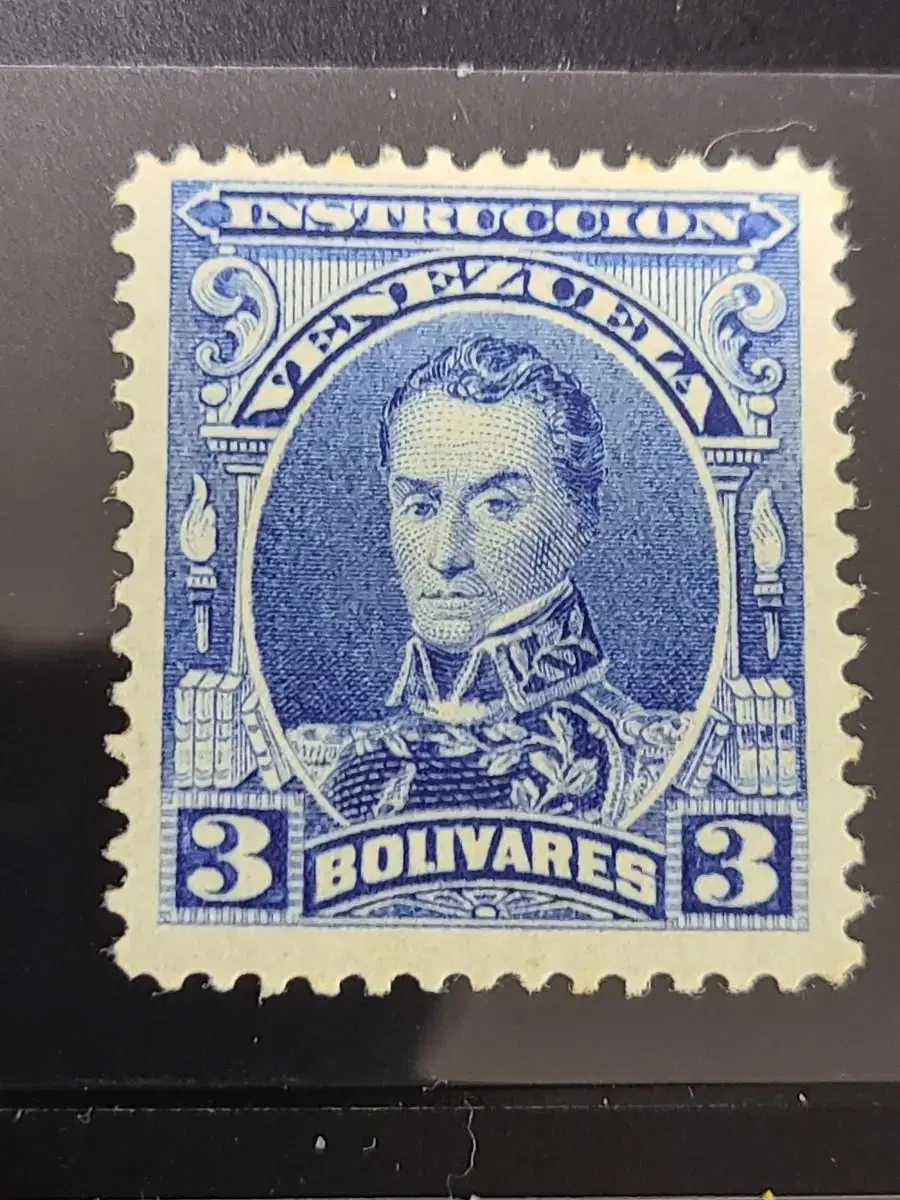 INSTRUCCION
VENEZUELA
3 BOLIVARES 3